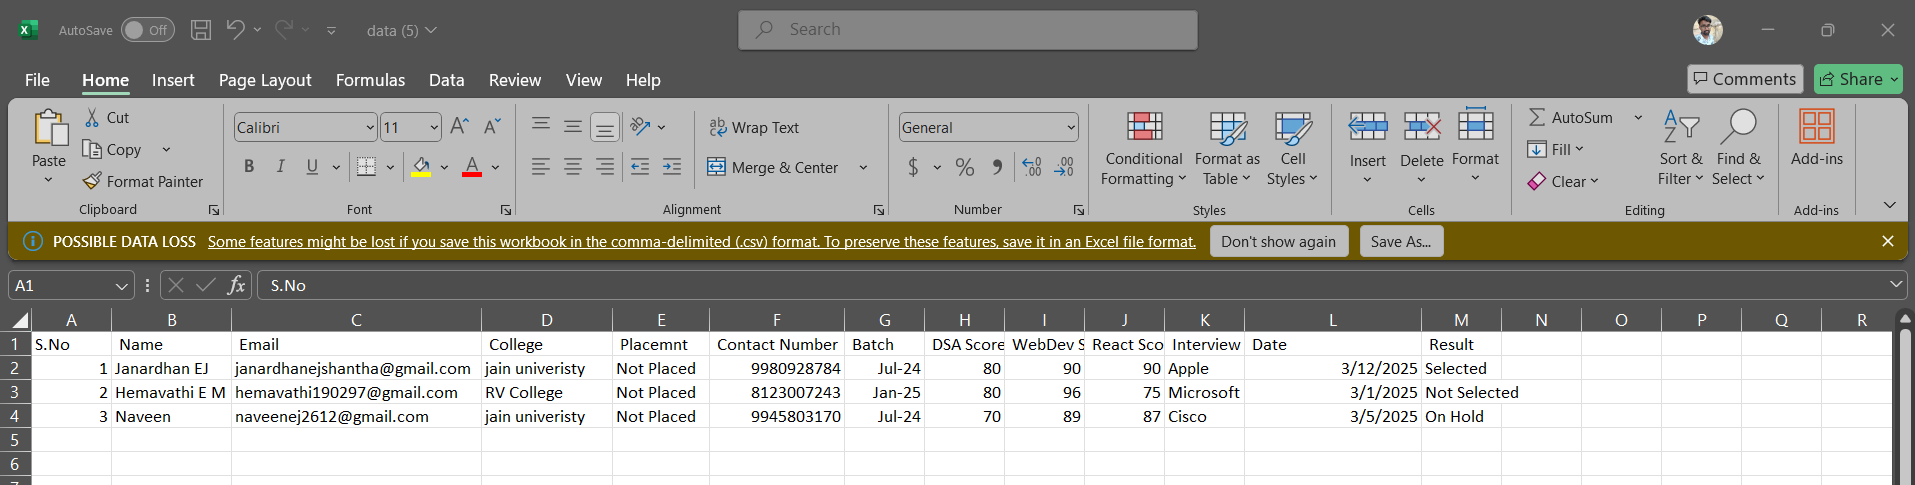 AutoSave Off data (5) Search
File Home Insert Page Layout Formulas Data Review View Help Comments Share
Paste Cut Copy Format Painter Clipboard
Calibri 11 B I U A Font
ab Wrap Text Merge & Center Alignment
General $ % Number
Conditional Formatting Format as Table Cell Styles Styles
Insert Delete Format Cells
AutoSum Fill Clear Sort & Filter Find & Select Editing
Add-ins Add-ins
POSSIBLE DATA LOSS Some features might be lost if you save this workbook in the comma-delimited (.csv) format. To preserve these features, save it in an Excel file format. Don't show again Save As...
A1 fx S.No
A B C D E F G H I J K L M N O P Q R
1 S.No Name Email College Placemnt Contact Number Batch DSA Score WebDev S React Sco Interview Date Result
2 1 Janardhan EJ janardhanejshantha@gmail.com jain univeristy Not Placed 9980928784 Jul-24 80 90 90 Apple 3/12/2025 Selected
3 2 Hemavathi E M hemavathi190297@gmail.com RV College Not Placed 8123007243 Jan-25 80 96 75 Microsoft 3/1/2025 Not Selected
4 3 Naveen naveenej2612@gmail.com jain univeristy Not Placed 9945803170 Jul-24 70 89 87 Cisco 3/5/2025 On Hold
5
6